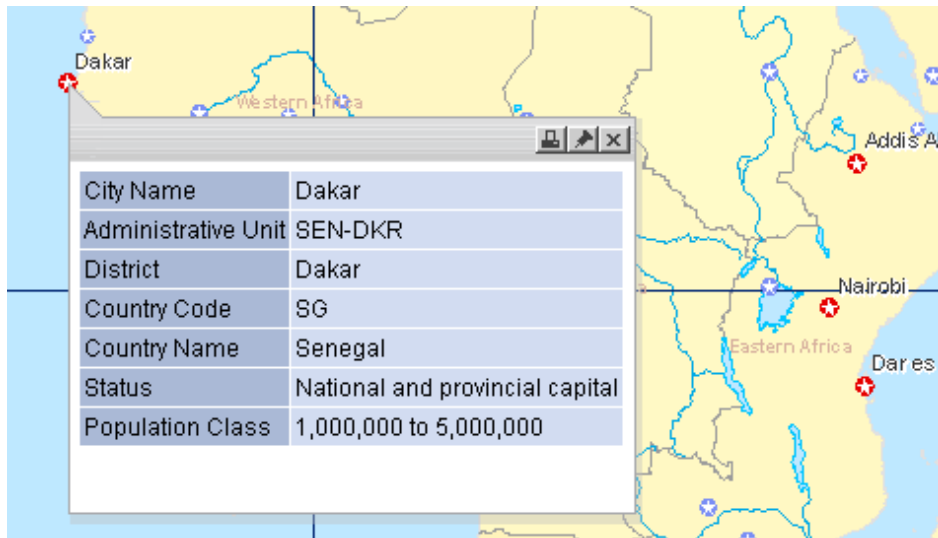 Dakar
Western Africa
Addis A
City Name Dakar
Administrative Unit SEN-DKR
District Dakar
Country Code SG
Country Name Senegal
Status National and provincial capital
Population Class 1,000,000 to 5,000,000
Nairobi
Eastern Africa
Dar es